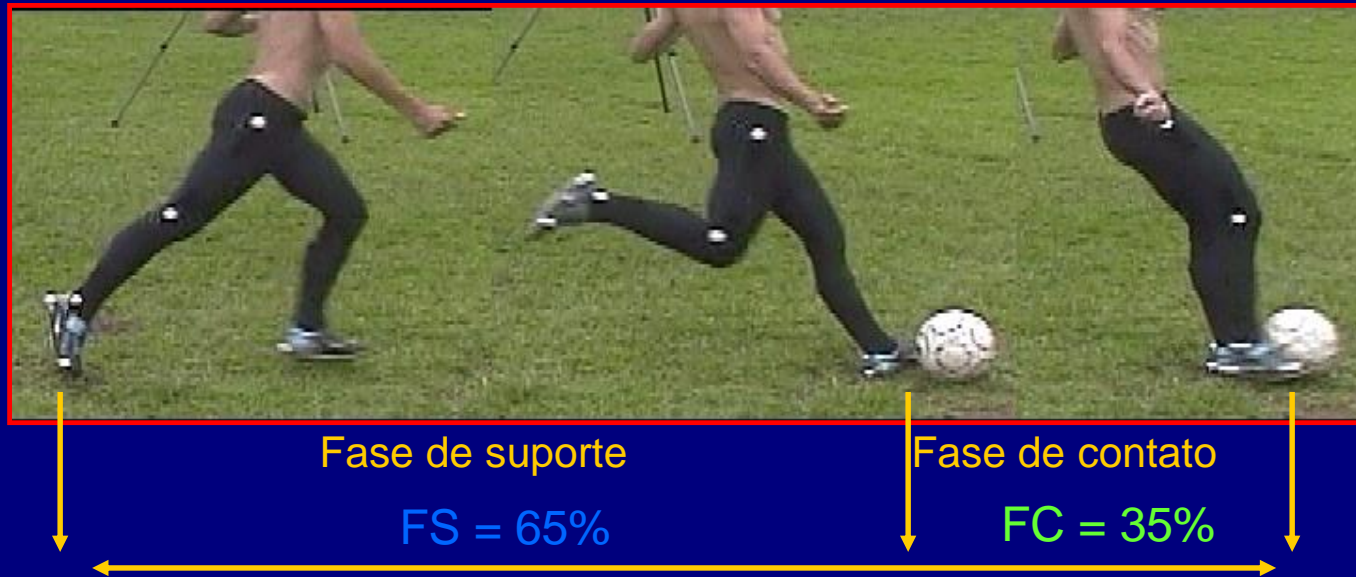 Fase de suporte
Fase de contato
FS = 65%
FC = 35%